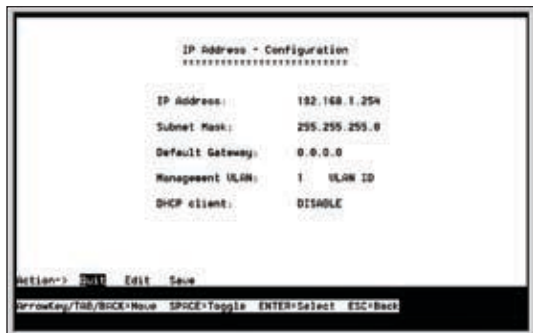 IP Address - Configuration
**************************
IP Address: 192.168.1.254
Subnet Mask: 255.255.255.0
Default Gateway: 0.0.0.0
Management VLAN: 1 VLAN ID
DHCP client: DISABLE
Action-> Quit Edit Save
ArrowKey/TAB/BACK=Move SPACE=Toggle ENTER=Select ESC=Back